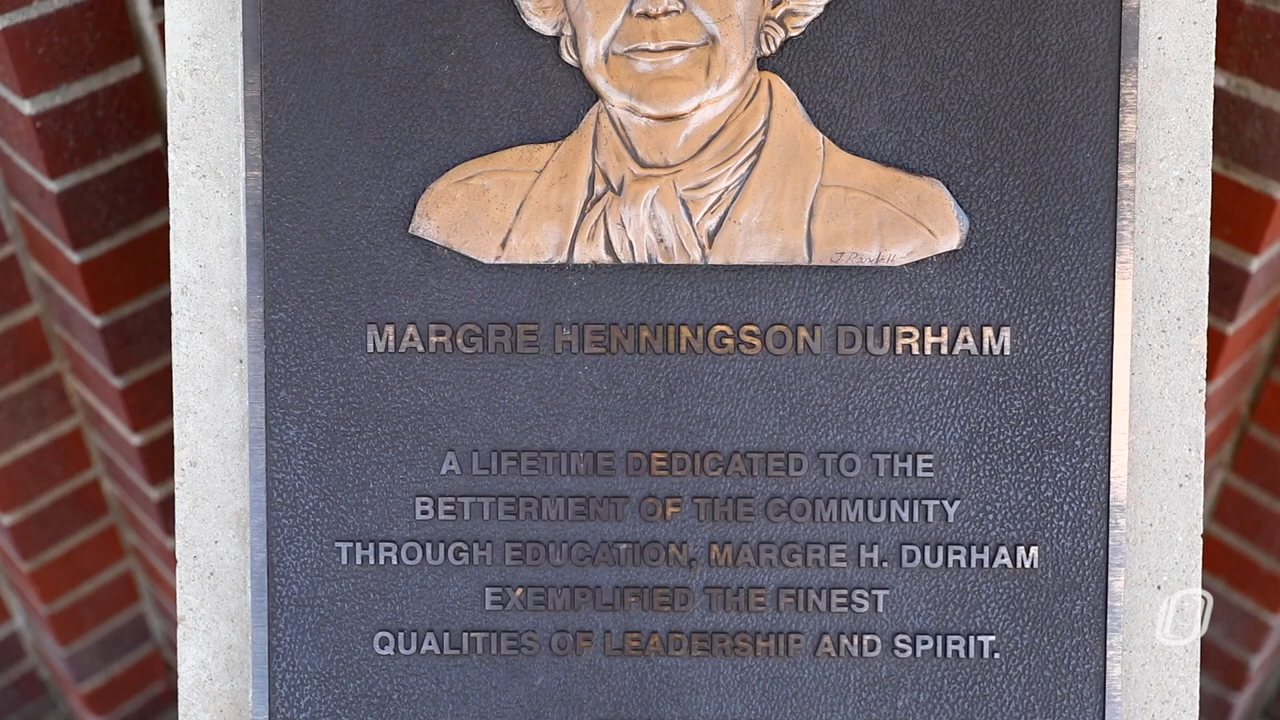 J. Randall
MARGRE HENNINGSON DURHAM
A LIFETIME DEDICATED TO THE
BETTERMENT OF THE COMMUNITY
THROUGH EDUCATION, MARGRE H. DURHAM
EXEMPLIFIED THE FINEST
QUALITIES OF LEADERSHIP AND SPIRIT.
O